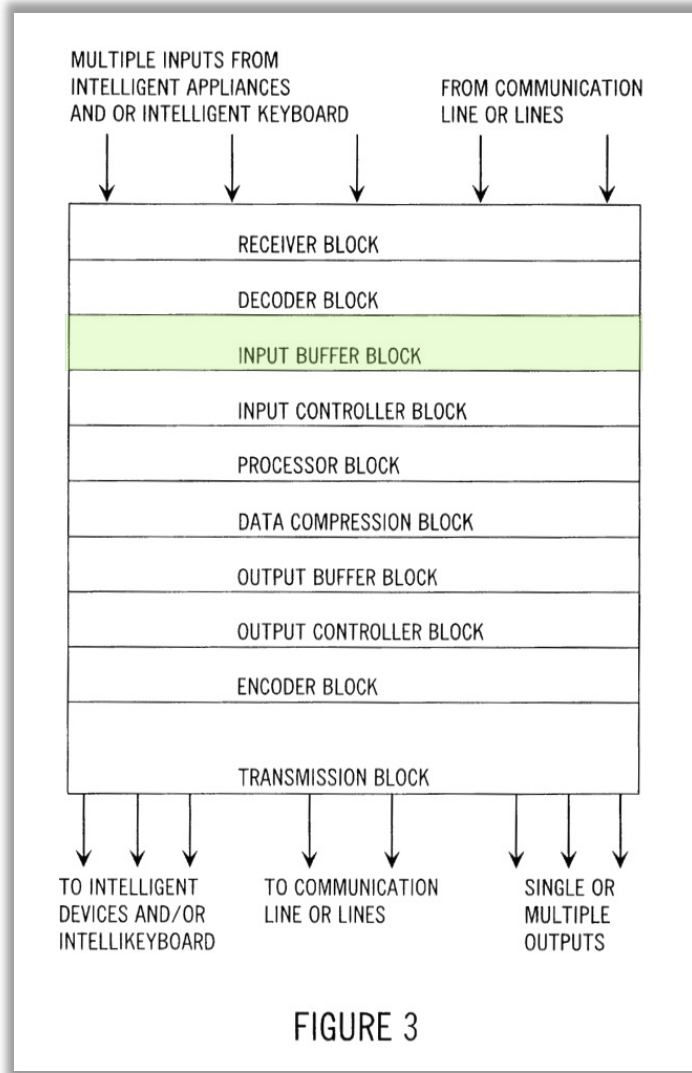 MULTIPLE INPUTS FROM
INTELLIGENT APPLIANCES
AND OR INTELLIGENT KEYBOARD
FROM COMMUNICATION
LINE OR LINES
RECEIVER BLOCK
DECODER BLOCK
INPUT BUFFER BLOCK
INPUT CONTROLLER BLOCK
PROCESSOR BLOCK
DATA COMPRESSION BLOCK
OUTPUT BUFFER BLOCK
OUTPUT CONTROLLER BLOCK
ENCODER BLOCK
TRANSMISSION BLOCK
TO INTELLIGENT
DEVICES AND/OR
INTELLIKEYBOARD
TO COMMUNICATION
LINE OR LINES
SINGLE OR
MULTIPLE
OUTPUTS
FIGURE 3